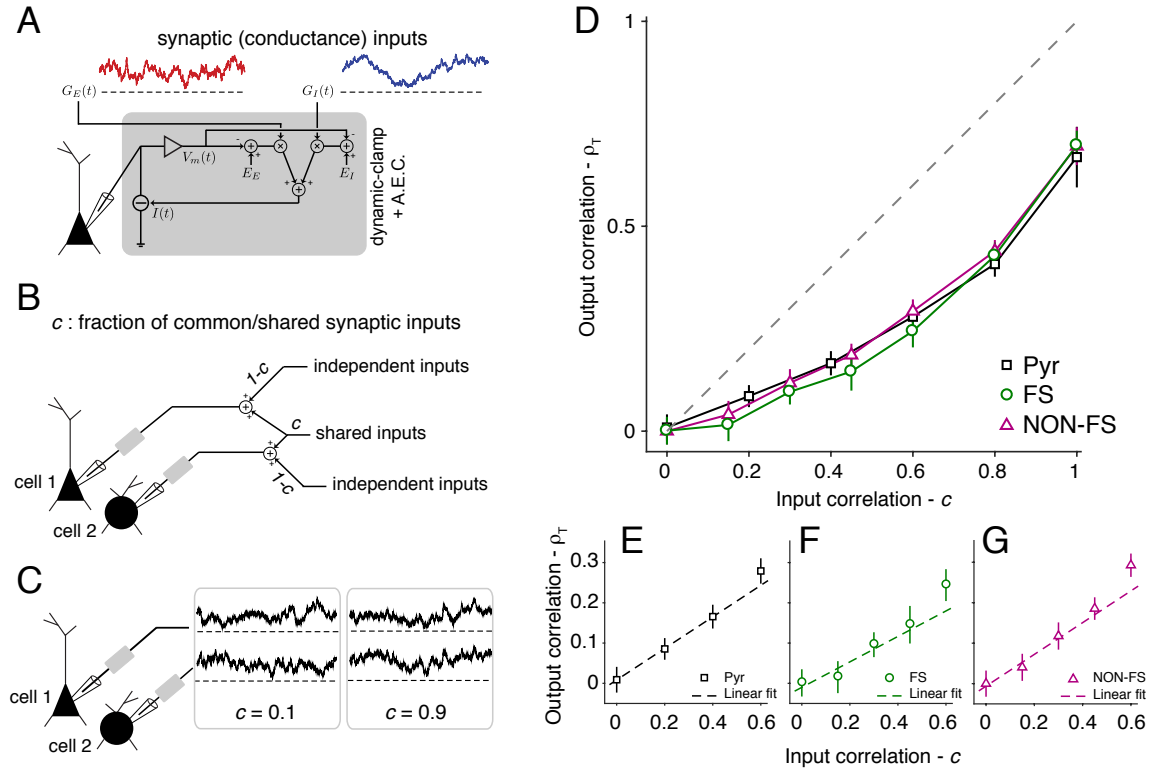 A
synaptic (conductance) inputs
G_E(t)
G_I(t)
V_m(t)
- + × × - +
E_E
E_I
+ + +
I(t)
dynamic-clamp
+ A.E.C.
B
c : fraction of common/shared synaptic inputs
independent inputs
1-c
+ +
c
shared inputs
+ +
1-c
independent inputs
cell 1
cell 2
C
cell 1
cell 2
c = 0.1
c = 0.9
D
1
0.5
0
Output correlation - ρ_T
Pyr
FS
NON-FS
0 0.2 0.4 0.6 0.8 1
Input correlation - c
E
Output correlation - ρ_T
0.3
0.2
0.1
0
Pyr
Linear fit
0 0.2 0.4 0.6
F
FS
Linear fit
0 0.2 0.4 0.6
G
NON-FS
Linear fit
0 0.2 0.4 0.6
Input correlation - c